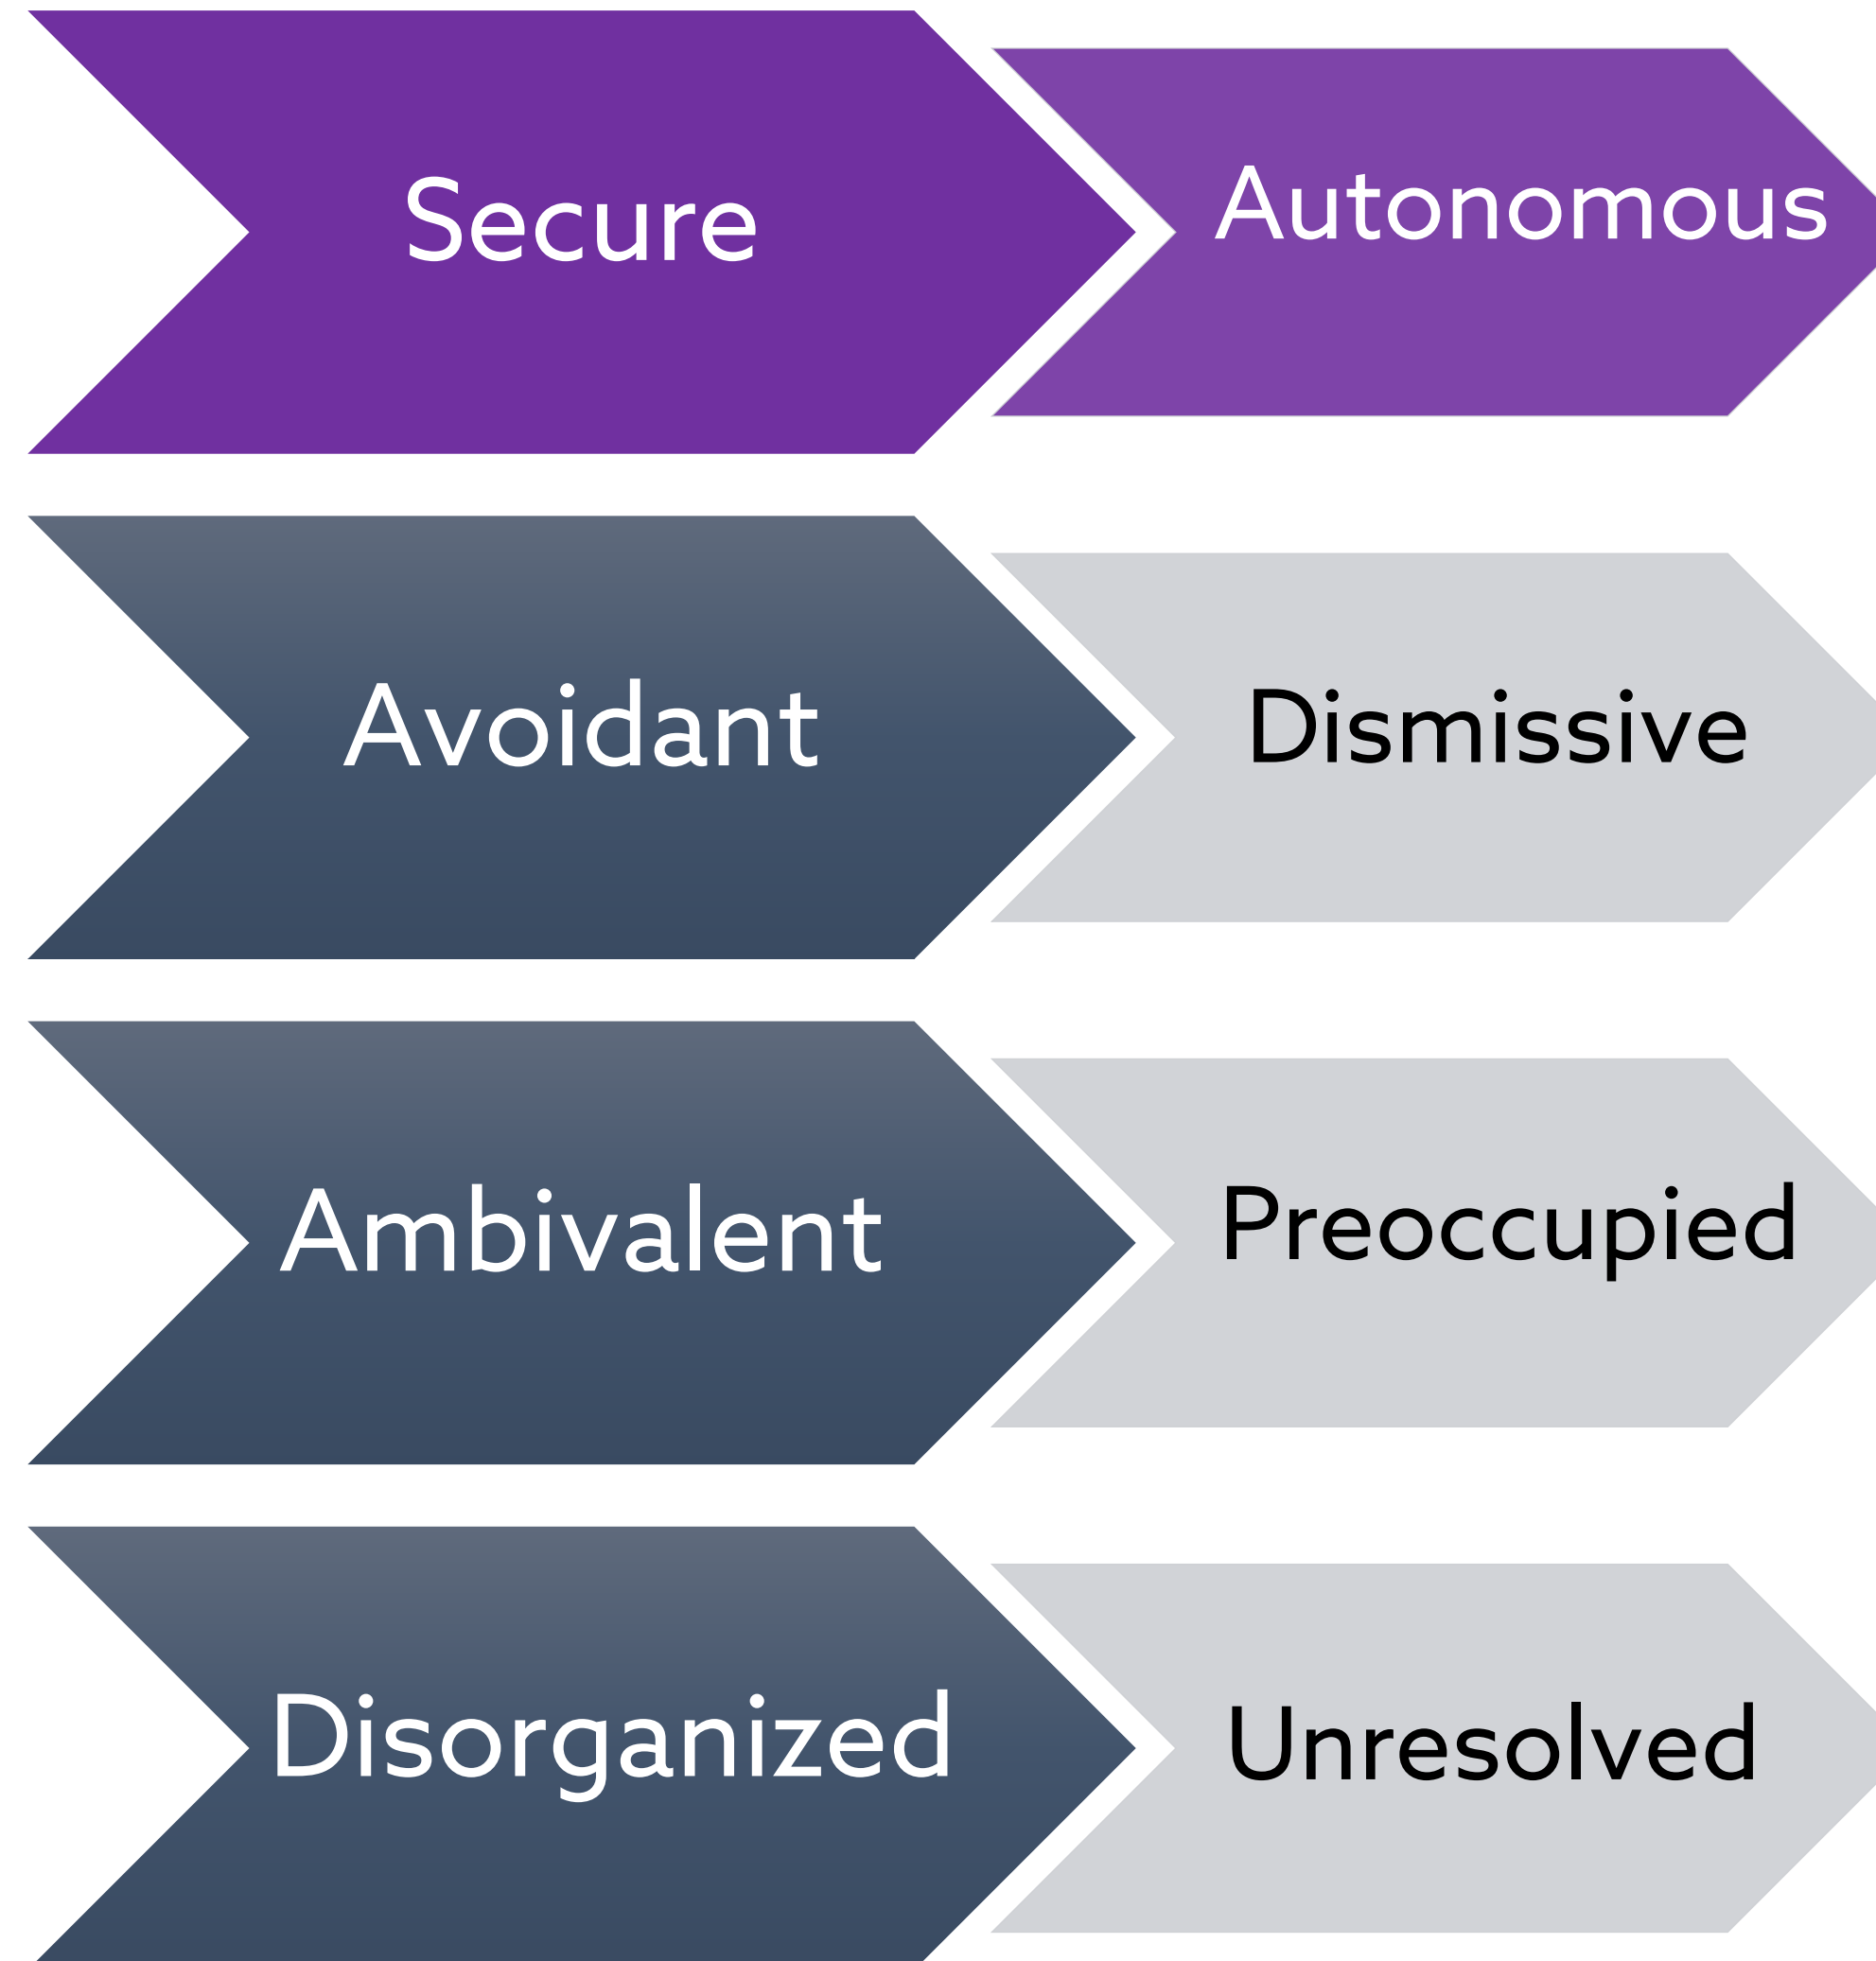 Secure
Autonomous
Avoidant
Dismissive
Ambivalent
Preoccupied
Disorganized
Unresolved